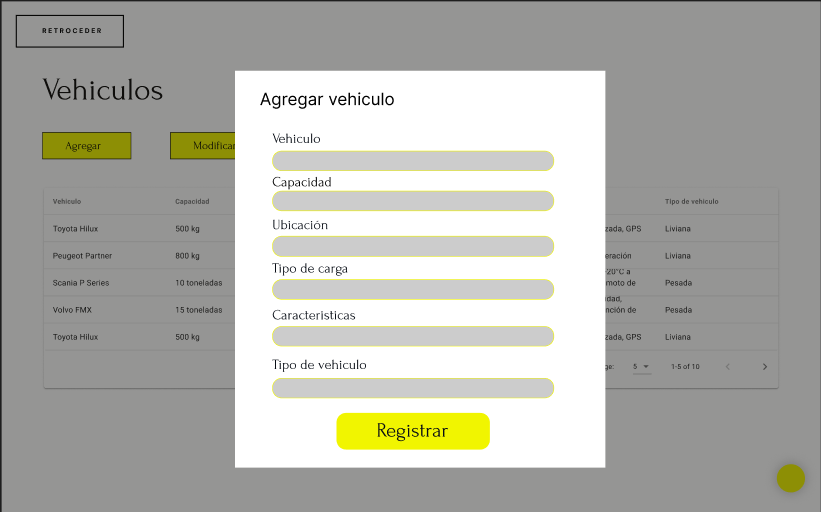 RETROCEDER
Vehiculos
Agregar
Modificar
Agregar vehiculo
Vehiculo
Capacidad
Ubicación
Tipo de carga
Caracteristicas
Tipo de vehiculo
Registrar
Vehiculo Capacidad Tipo de vehiculo
Toyota Hilux 500 kg zada, GPS Liviana
Peugeot Partner 800 kg eración Liviana
-20°C a
Scania P Series 10 toneladas moto de Pesada
idad,
Volvo FMX 15 toneladas nción de Pesada
Toyota Hilux 500 kg zada, GPS Liviana
ge: 5 1-5 of 10